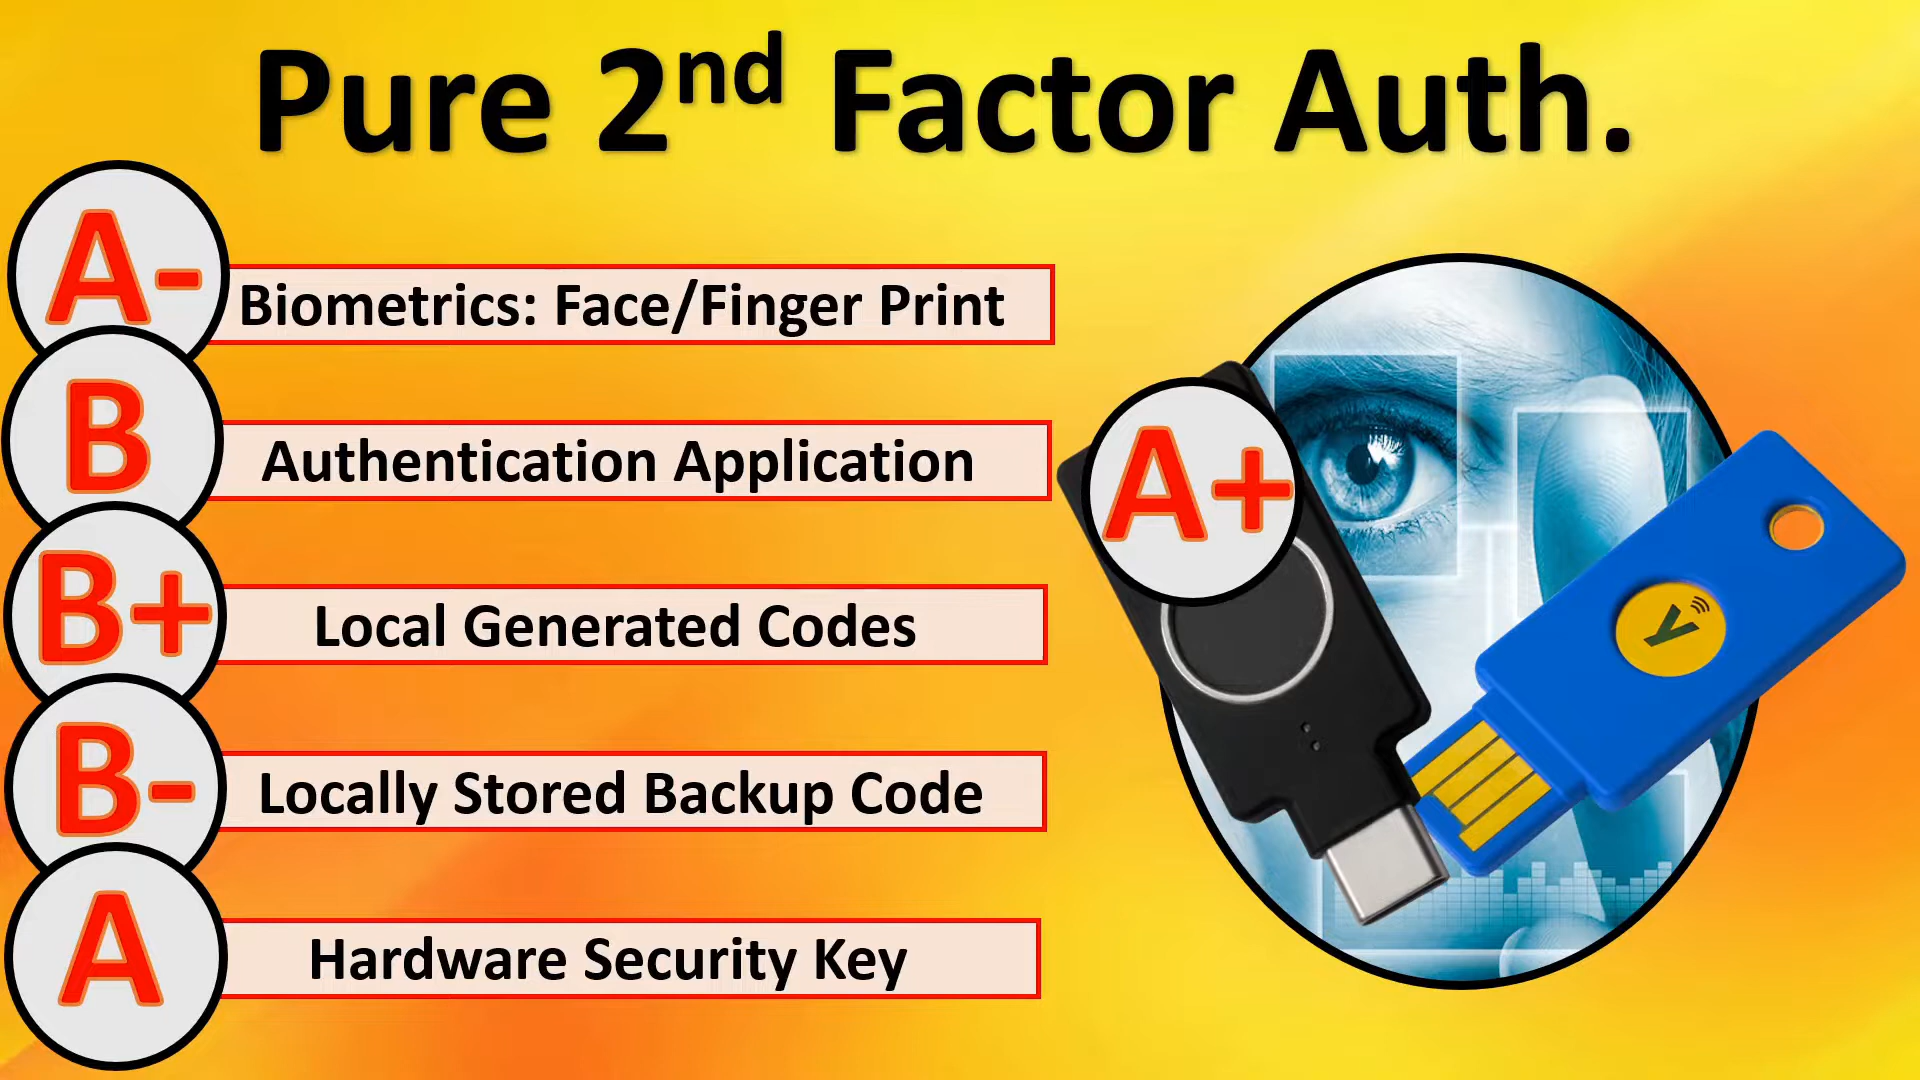 Pure 2nd Factor Auth.
A-
Biometrics: Face/Finger Print
B
Authentication Application
B+
Local Generated Codes
B-
Locally Stored Backup Code
A
Hardware Security Key
A+
y